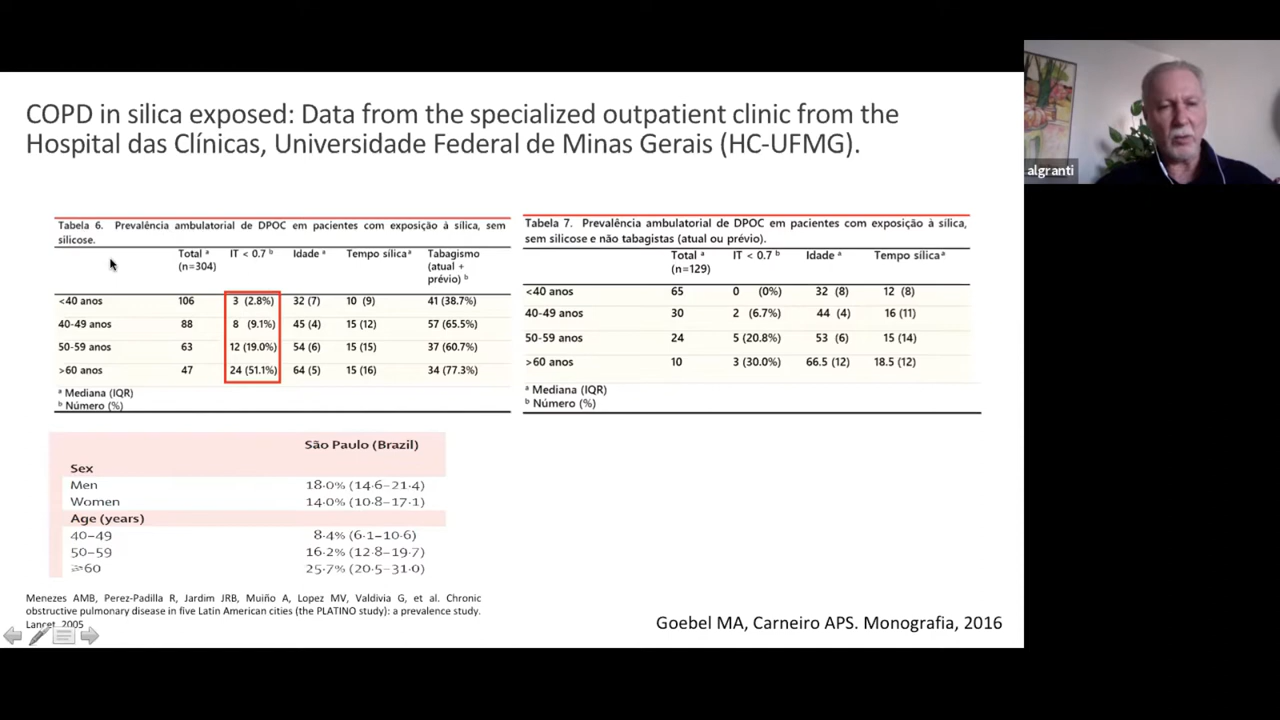 COPD in silica exposed: Data from the specialized outpatient clinic from the
Hospital das Clínicas, Universidade Federal de Minas Gerais (HC-UFMG).
algranti
Tabela 6. Prevalência ambulatorial de DPOC em pacientes com exposição à sílica, sem
silicose.
Total ª IT < 0.7 ᵇ Idade ª Tempo sílicaª Tabagismo
(n=304) (atual +
prévio) ᵇ
<40 anos 106 3 (2.8%) 32 (7) 10 (9) 41 (38.7%)
40-49 anos 88 8 (9.1%) 45 (4) 15 (12) 57 (65.5%)
50-59 anos 63 12 (19.0%) 54 (6) 15 (15) 37 (60.7%)
>60 anos 47 24 (51.1%) 64 (5) 15 (16) 34 (77.3%)
ª Mediana (IQR)
ᵇ Número (%)
Tabela 7. Prevalência ambulatorial de DPOC em pacientes com exposição à sílica,
sem silicose e não tabagistas (atual ou prévio).
Total ª IT < 0.7 ᵇ Idade ª Tempo sílicaª
(n=129)
<40 anos 65 0 (0%) 32 (8) 12 (8)
40-49 anos 30 2 (6.7%) 44 (4) 16 (11)
50-59 anos 24 5 (20.8%) 53 (6) 15 (14)
>60 anos 10 3 (30.0%) 66.5 (12) 18.5 (12)
ª Mediana (IQR)
ᵇ Número (%)
São Paulo (Brazil)
Sex
Men 18·0% (14·6–21·4)
Women 14·0% (10·8–17·1)
Age (years)
40–49 8·4% (6·1–10·6)
50–59 16·2% (12·8–19·7)
≥60 25·7% (20·5–31·0)
Menezes AMB, Perez-Padilla R, Jardim JRB, Muiño A, Lopez MV, Valdivia G, et al. Chronic
obstructive pulmonary disease in five Latin American cities (the PLATINO study): a prevalence study.
Lancet. 2005
Goebel MA, Carneiro APS. Monografia, 2016